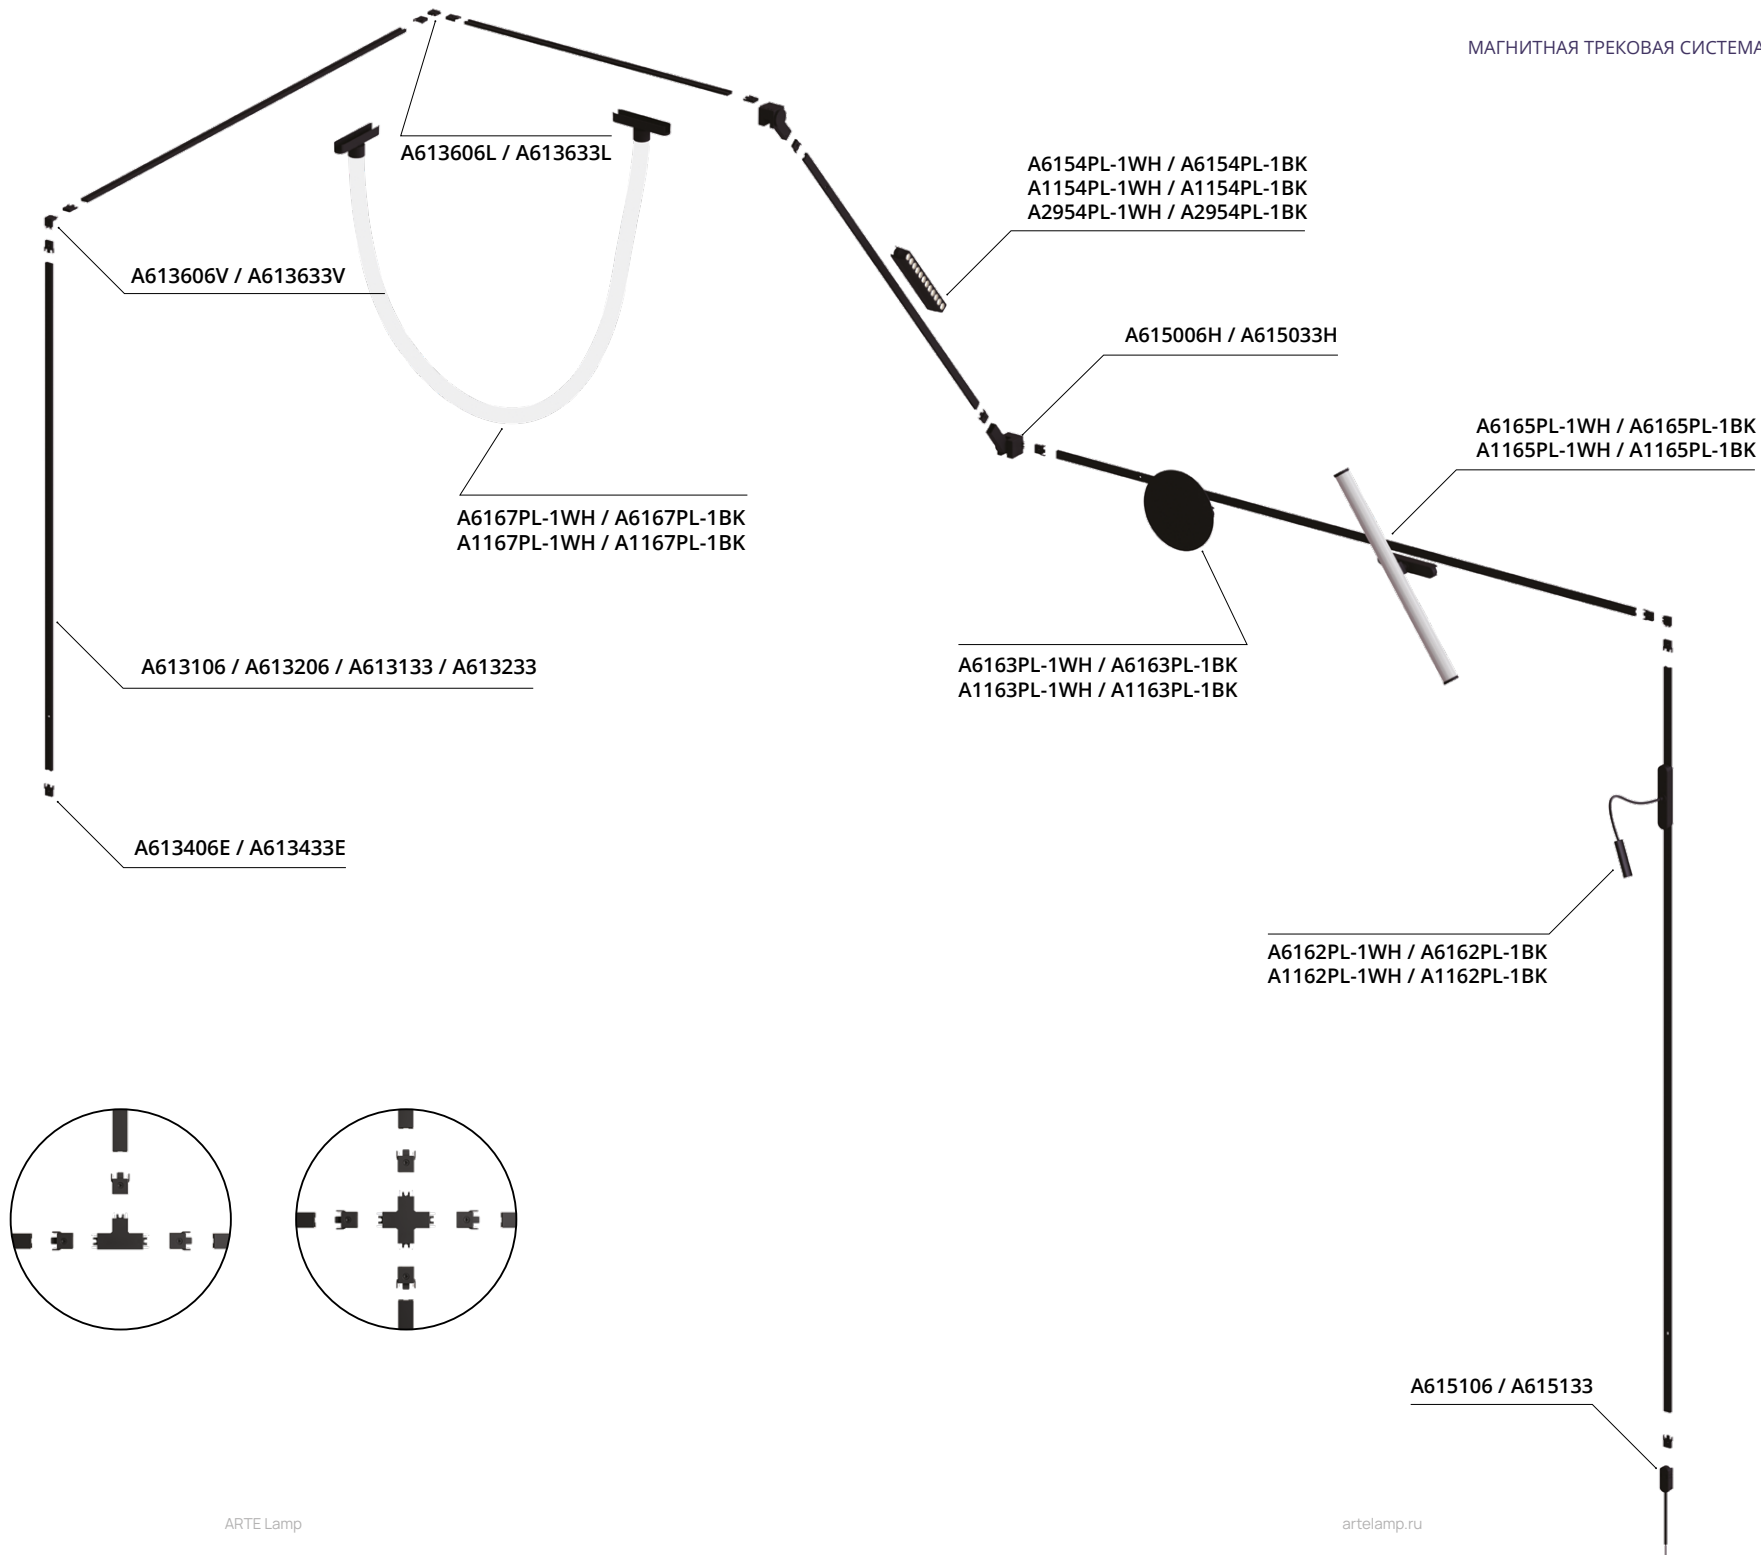 МАГНИТНАЯ ТРЕКОВАЯ СИСТЕМА
A613606L / A613633L
A6154PL-1WH / A6154PL-1BK
A1154PL-1WH / A1154PL-1BK
A2954PL-1WH / A2954PL-1BK
A613606V / A613633V
A615006H / A615033H
A6165PL-1WH / A6165PL-1BK
A1165PL-1WH / A1165PL-1BK
A6167PL-1WH / A6167PL-1BK
A1167PL-1WH / A1167PL-1BK
A613106 / A613206 / A613133 / A613233
A6163PL-1WH / A6163PL-1BK
A1163PL-1WH / A1163PL-1BK
A613406E / A613433E
A6162PL-1WH / A6162PL-1BK
A1162PL-1WH / A1162PL-1BK
A615106 / A615133
ARTE Lamp
artelamp.ru